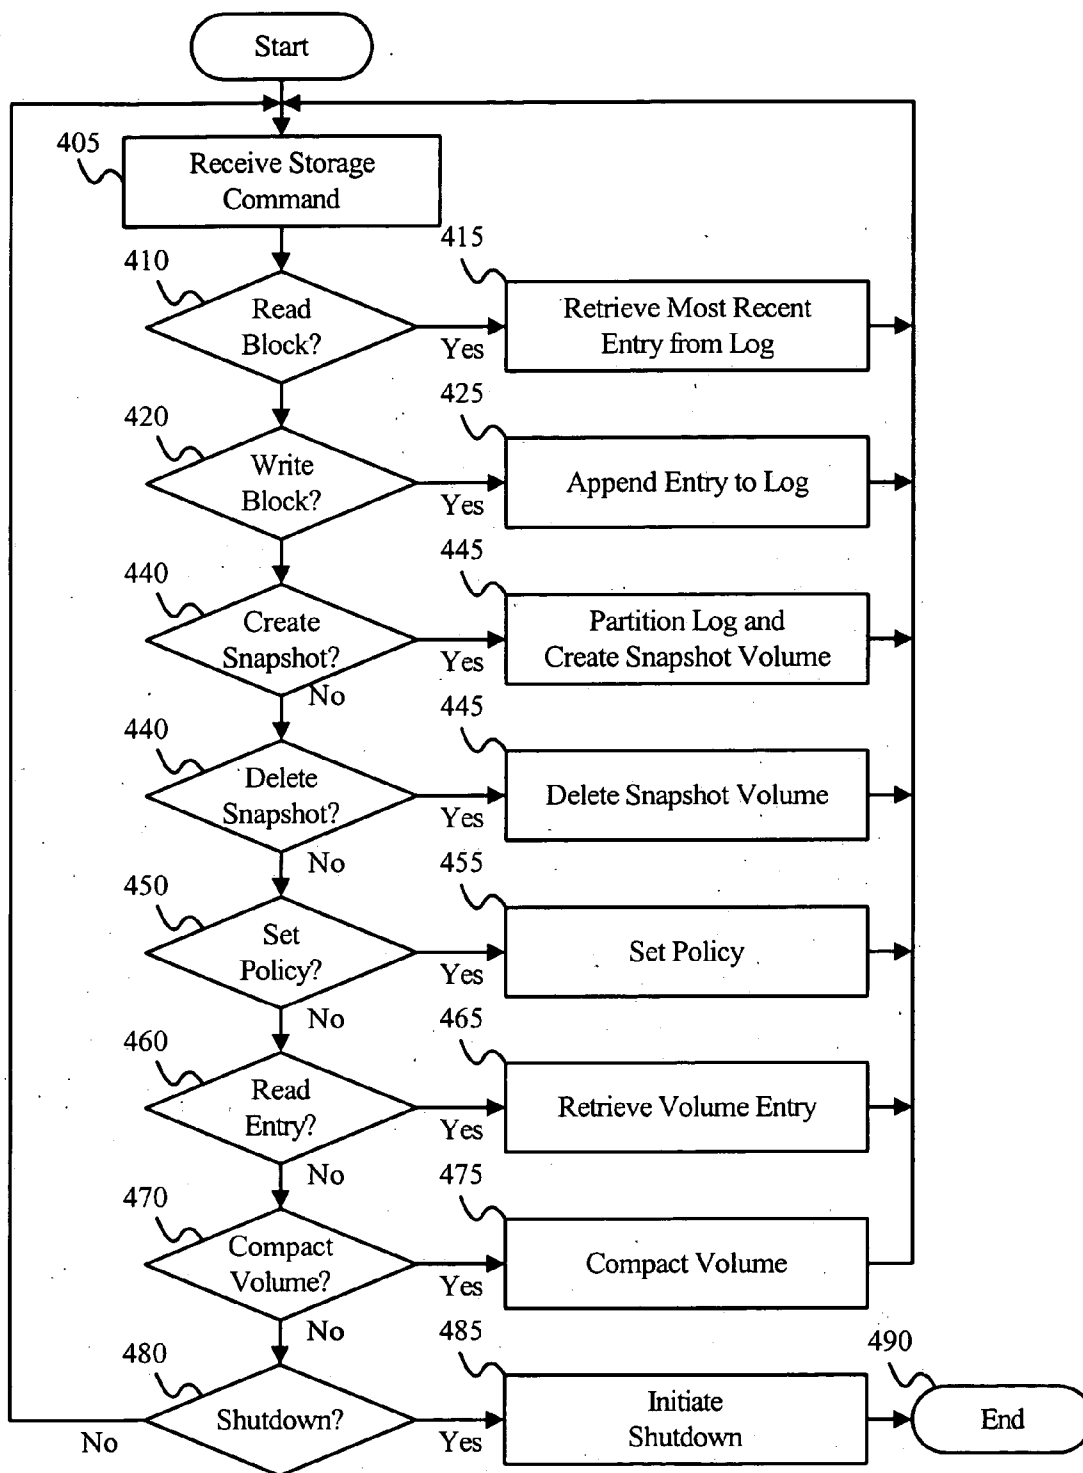 Start
405
Receive Storage
Command
410
Read
Block?
Yes
415
Retrieve Most Recent
Entry from Log
420
Write
Block?
Yes
425
Append Entry to Log
440
Create
Snapshot?
Yes
No
445
Partition Log and
Create Snapshot Volume
440
Delete
Snapshot?
Yes
No
445
Delete Snapshot Volume
450
Set
Policy?
Yes
No
455
Set Policy
460
Read
Entry?
Yes
No
465
Retrieve Volume Entry
470
Compact
Volume?
Yes
No
475
Compact Volume
480
Shutdown?
No
Yes
485
Initiate
Shutdown
490
End